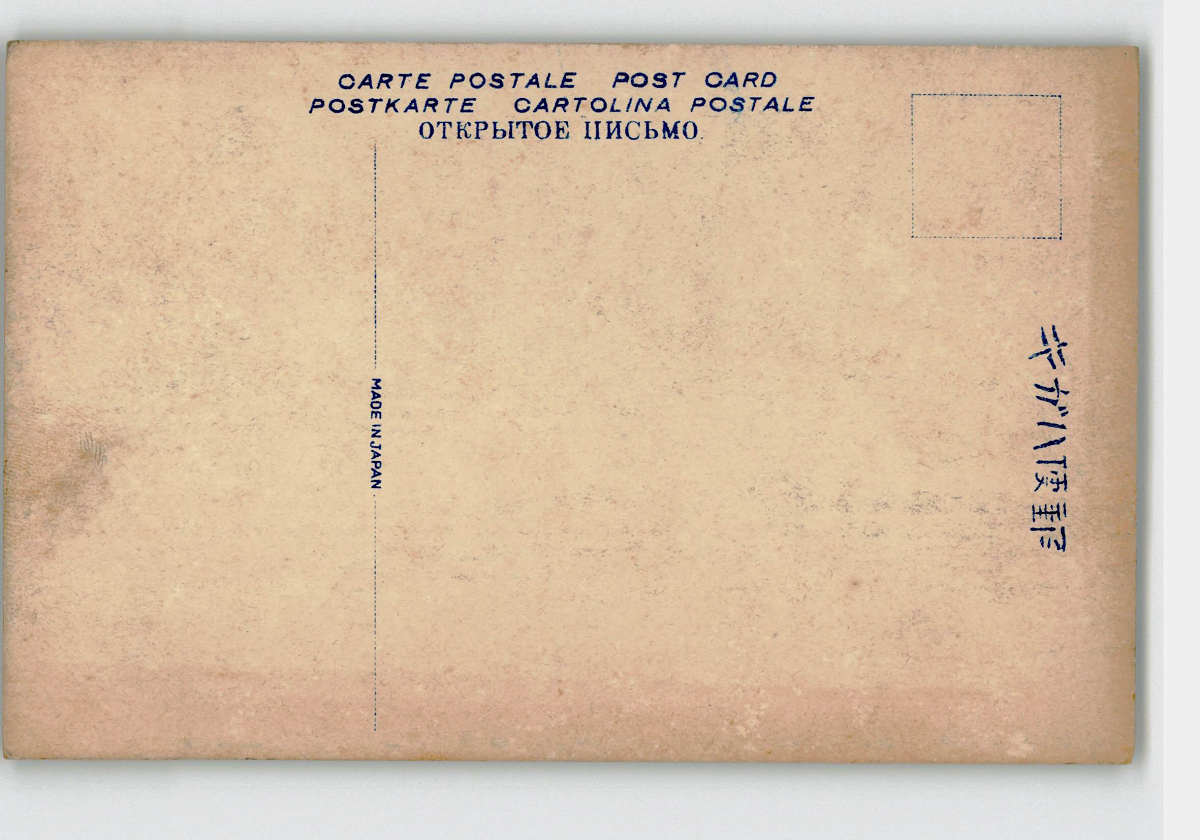 CARTE POSTALE POST CARD
POSTKARTE CARTOLINA POSTALE
ОТКРЫТОЕ ПИСЬМО.
MADE IN JAPAN
郵便ハガキ